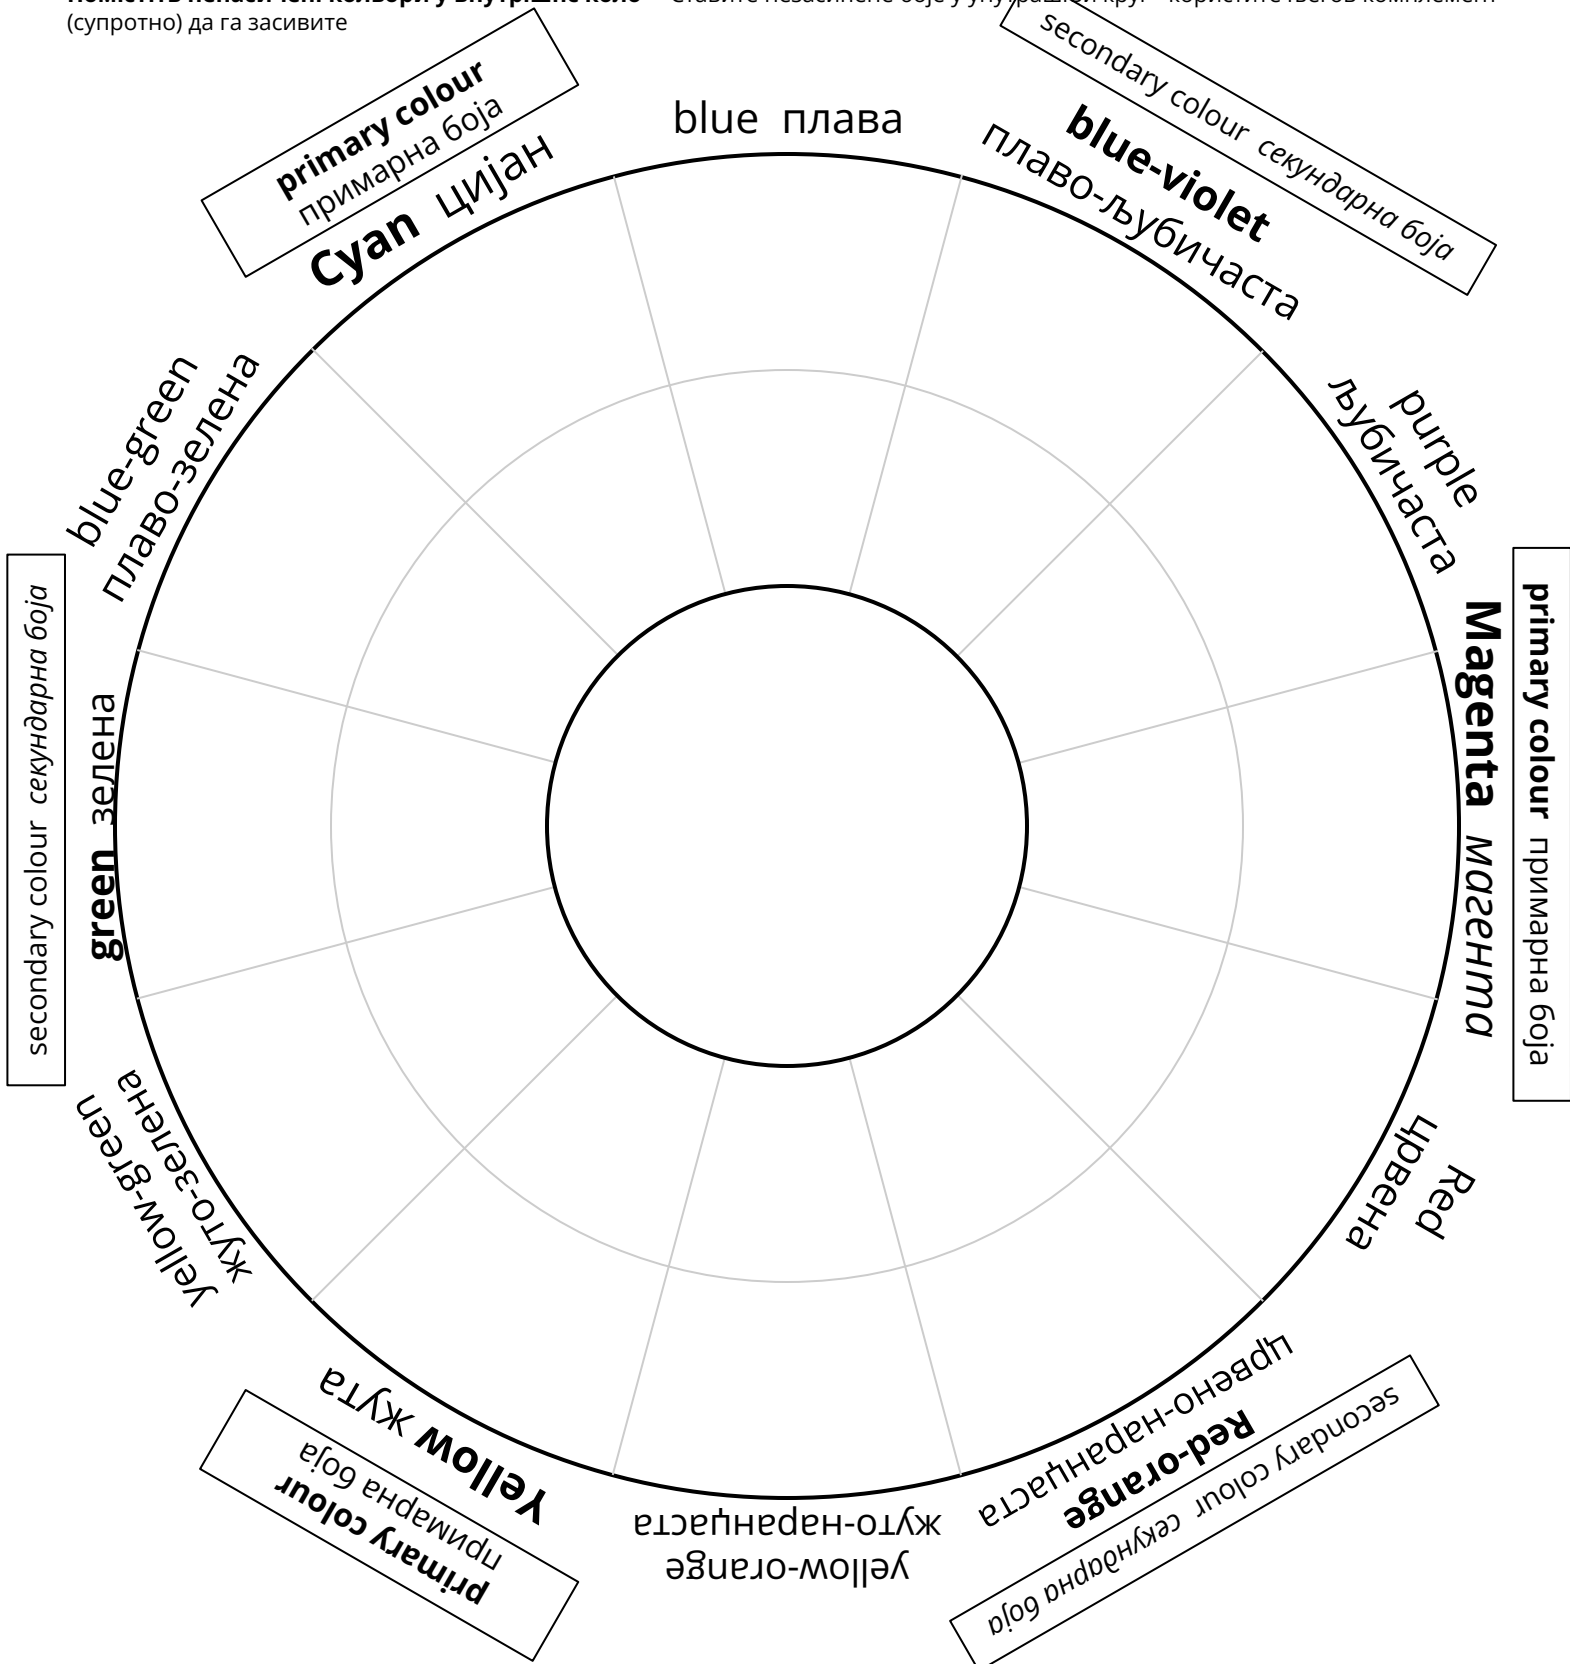 (супротно) да га засивите
primary colour
примарна боја
Cyan цијан
blue плава
secondary colour секундарна боја
blue-violet
плаво-љубичаста
purple
љубичаста
primary colour примарна боја
Magenta магента
Red
црвена
црвено-наранџаста
Red-orange
secondary colour секундарна боја
жуто-наранџаста
yellow-orange
Yellow жута
примарна боја
primary colour
жуто-зелена
yellow-green
green зелена
secondary colour секундарна боја
blue-green
плаво-зелена